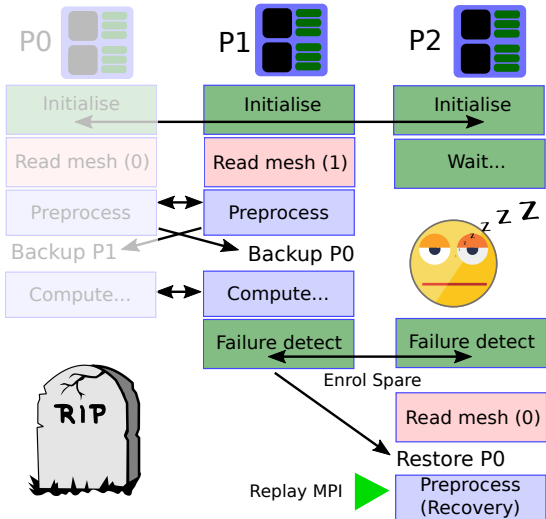 P0 P1 P2
Initialise Initialise Initialise
Read mesh (0) Read mesh (1) Wait...
Preprocess Preprocess
z z z z z
Backup P1 Backup P0
Compute... Compute...
Failure detect Failure detect
Enrol Spare
RIP
Read mesh (0)
Restore P0
Replay MPI Preprocess
(Recovery)